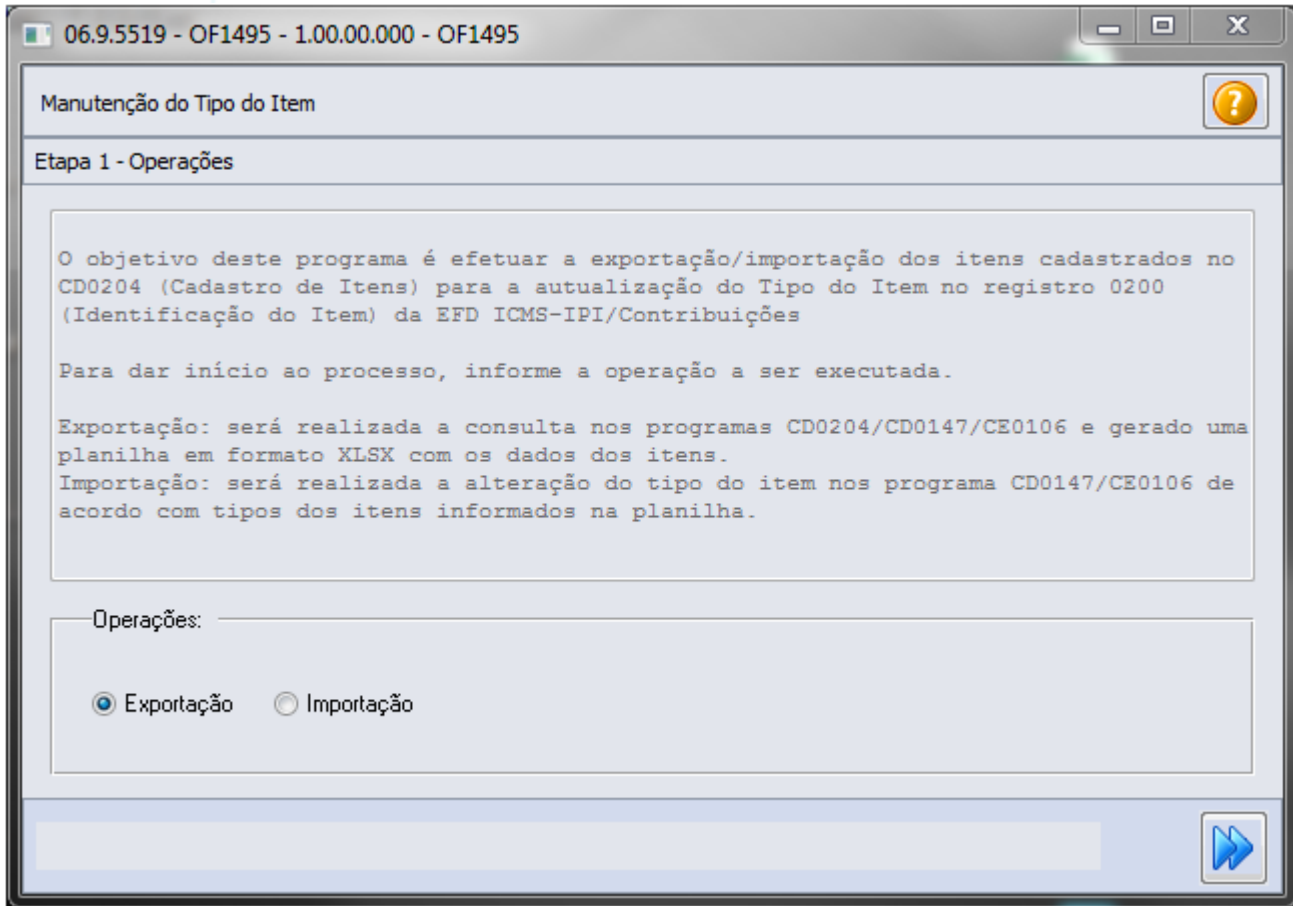 06.9.5519 - OF1495 - 1.00.00.000 - OF1495
Manutenção do Tipo do Item
Etapa 1 - Operações
O objetivo deste programa é efetuar a exportação/importação dos itens cadastrados no
CD0204 (Cadastro de Itens) para a autualização do Tipo do Item no registro 0200
(Identificação do Item) da EFD ICMS-IPI/Contribuições
Para dar início ao processo, informe a operação a ser executada.
Exportação: será realizada a consulta nos programas CD0204/CD0147/CE0106 e gerado uma
planilha em formato XLSX com os dados dos itens.
Importação: será realizada a alteração do tipo do item nos programa CD0147/CE0106 de
acordo com tipos dos itens informados na planilha.
Operações:
Exportação Importação